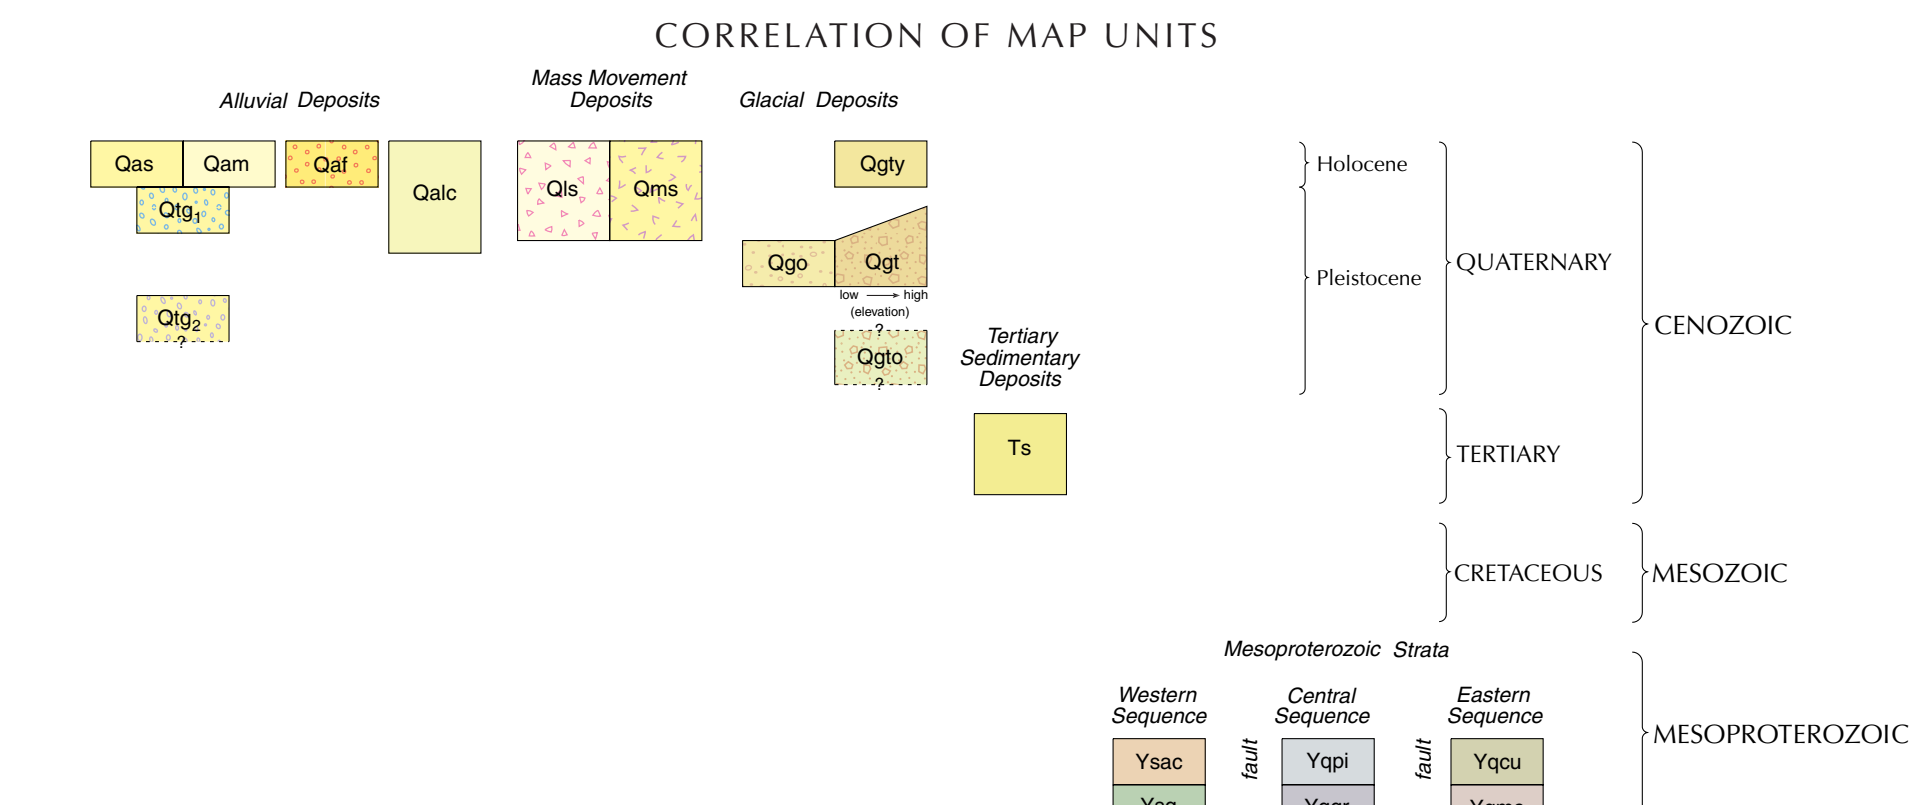 CORRELATION OF MAP UNITS
Alluvial Deposits
Mass Movement
Deposits
Glacial Deposits
Qas
Qam
Qaf
Qalc
Qtg1
Qtg2
?
Qls
Qms
Qgty
Qgo
Qgt
low
high
(elevation)
?
Qgto
?
Tertiary
Sedimentary
Deposits
Ts
Holocene
Pleistocene
QUATERNARY
TERTIARY
CENOZOIC
CRETACEOUS
MESOZOIC
Mesoproterozoic Strata
Western
Sequence
Ysac
fault
Central
Sequence
Yqpi
fault
Eastern
Sequence
Yqcu
MESOPROTEROZOIC